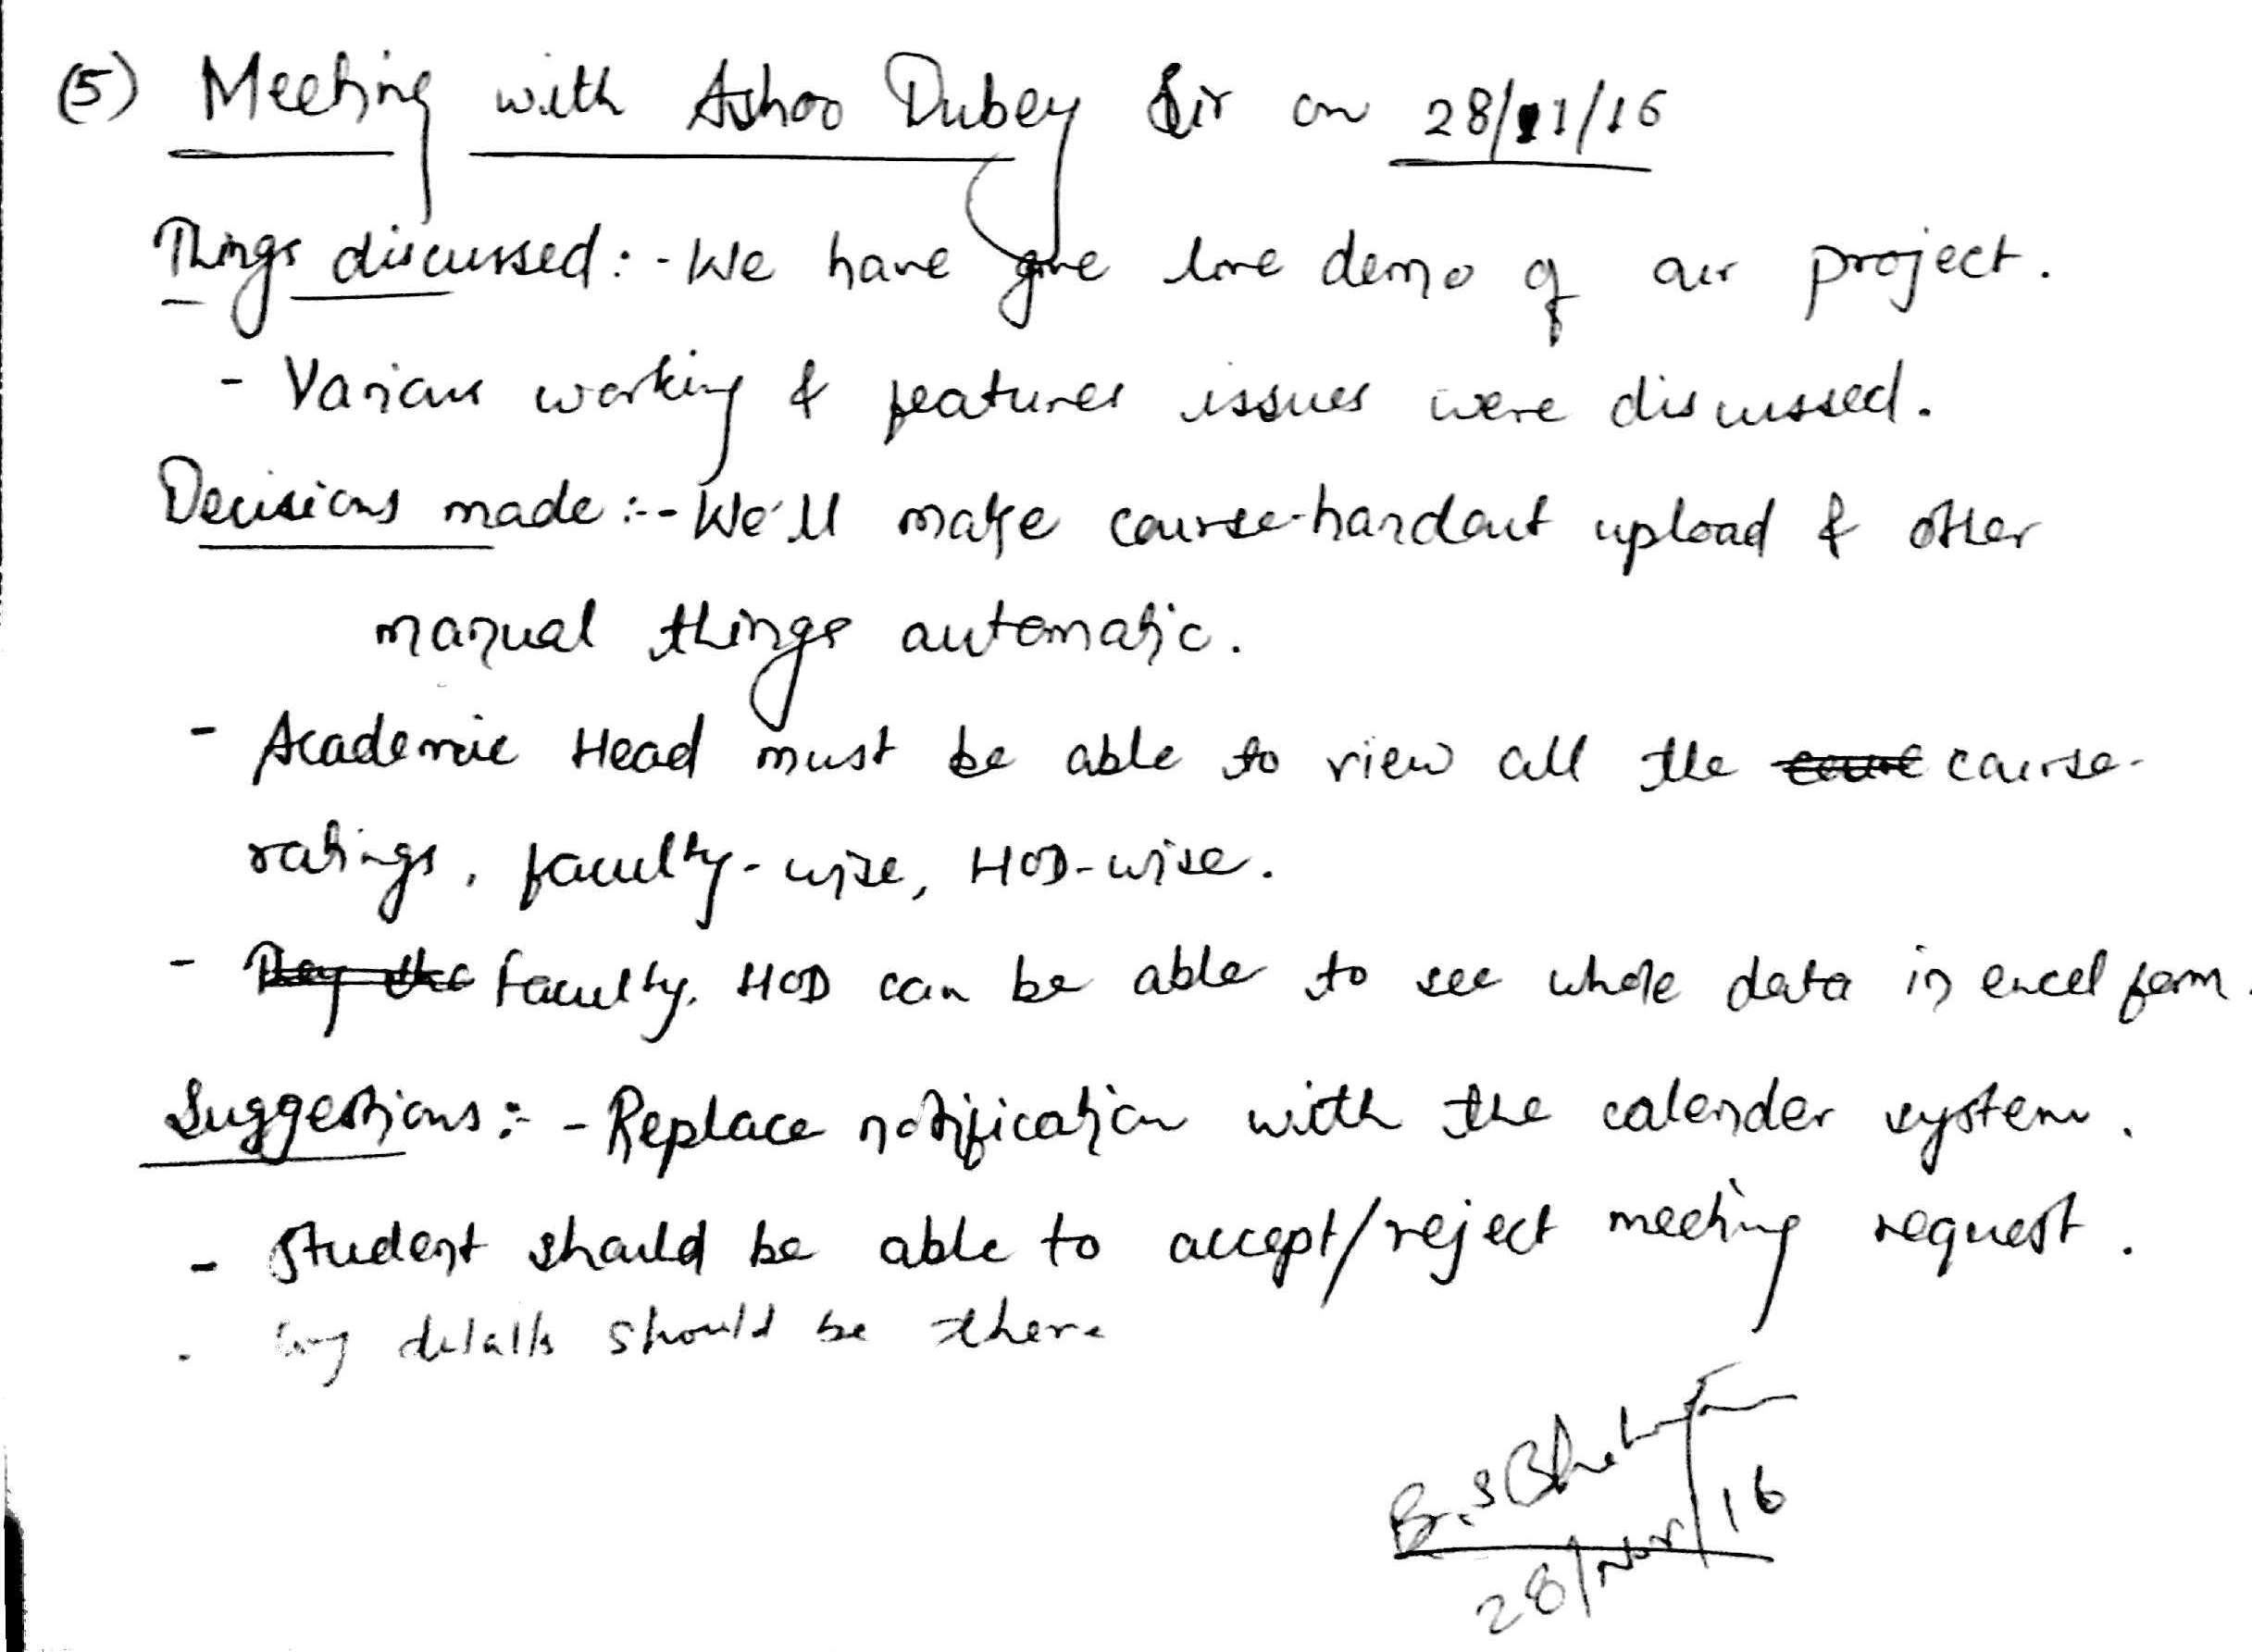 (5) Meeting with Ashoo Dubey Sir on 28/11/16
Things discussed :- - We have give live demo of our project.
- Various working & features issues were discussed.
Decisions made :- - We'll make course-handout upload & other
manual things automatic.
- Academic Head must be able to view all the course course-
ratings, faculty-wise, HOD-wise.
- They the faculty, HOD can be able to see whole data in excel form.
Suggestions :- - Replace notification with the calender system.
- Student should be able to accept/reject meeting request.
. details should be there
28/Nov/16